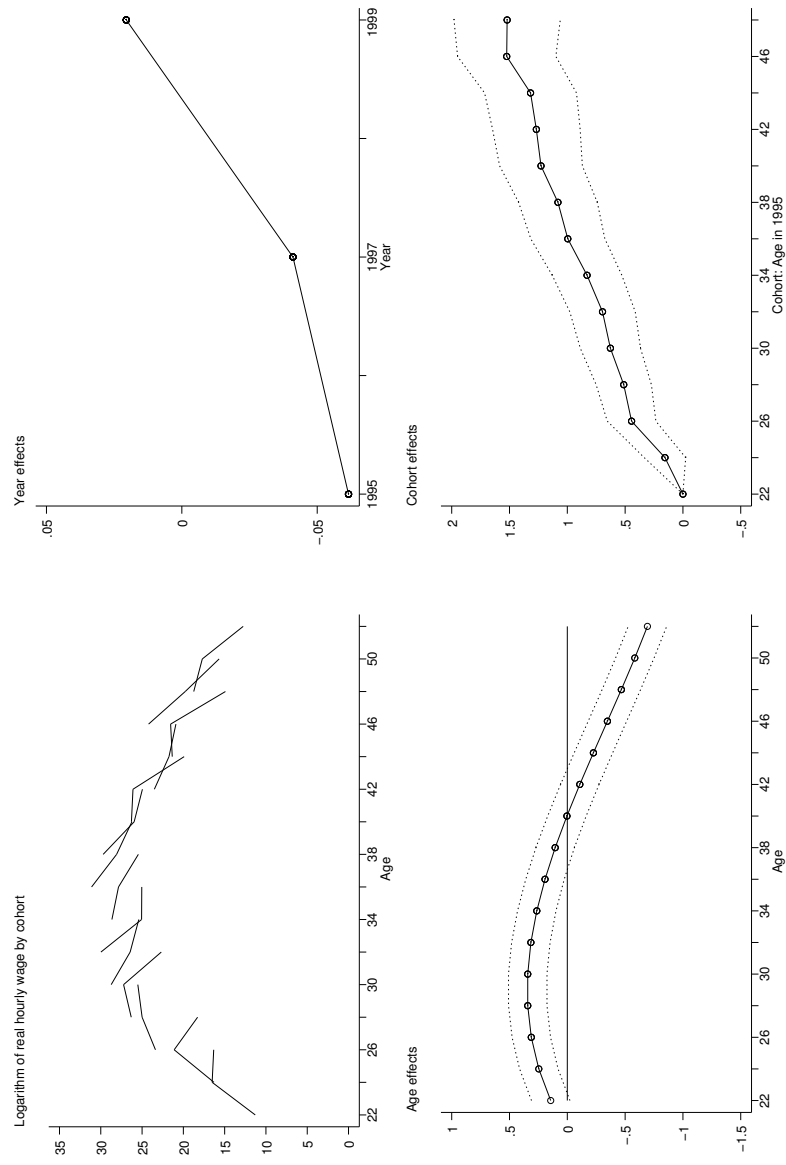 Logarithm of real hourly wage by cohort
35
30
25
20
15
10
5
0
22 26 30 34 38 42 46 50
Age
Year effects
.05
0
-.05
1995 1997 1999
Year
Age effects
1
.5
0
-.5
-1
-1.5
22 26 30 34 38 42 46 50
Age
Cohort effects
2
1.5
1
.5
0
-.5
22 26 30 34 38 42 46
Cohort: Age in 1995